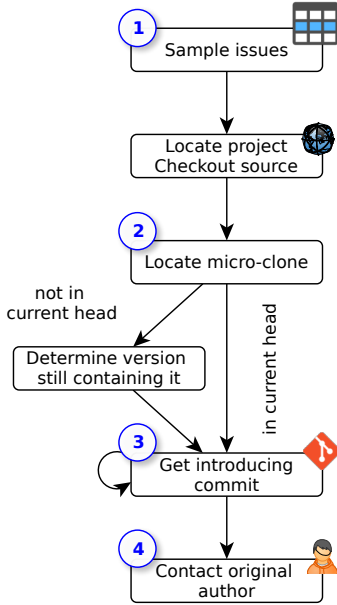 1
Sample issues
Locate project
Checkout source
2
Locate micro-clone
not in
current head
in current head
Determine version
still containing it
3
Get introducing
commit
4
Contact original
author